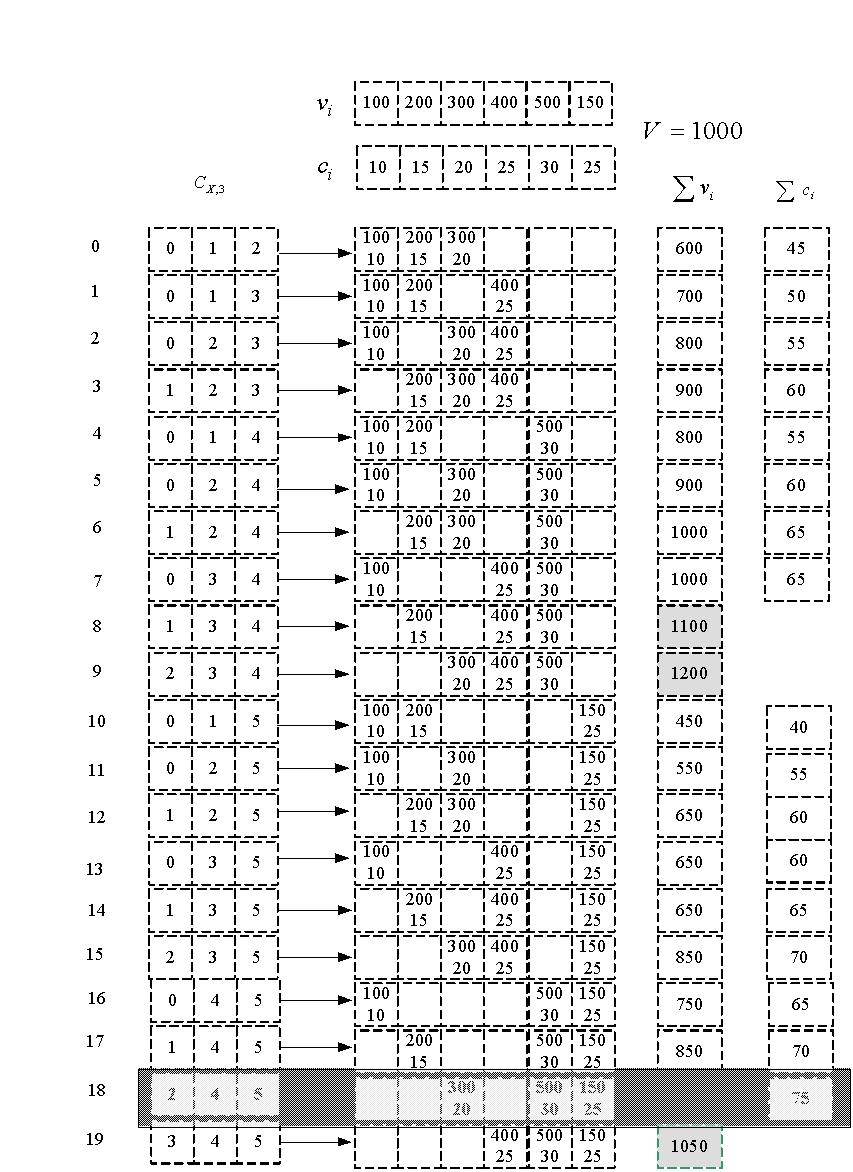 v_i 100 200 300 400 500 150
V = 1000
c_i 10 15 20 25 30 25
C_{X,3} ∑ v_i ∑ c_i
0 0 1 2 100 10 200 15 300 20 600 45
1 0 1 3 100 10 200 15 400 25 700 50
2 0 2 3 100 10 300 20 400 25 800 55
3 1 2 3 200 15 300 20 400 25 900 60
4 0 1 4 100 10 200 15 500 30 800 55
5 0 2 4 100 10 300 20 500 30 900 60
6 1 2 4 200 15 300 20 500 30 1000 65
7 0 3 4 100 10 400 25 500 30 1000 65
8 1 3 4 200 15 400 25 500 30 1100
9 2 3 4 300 20 400 25 500 30 1200
10 0 1 5 100 10 200 15 150 25 450 40
11 0 2 5 100 10 300 20 150 25 550 55
12 1 2 5 200 15 300 20 150 25 650 60
13 0 3 5 100 10 400 25 150 25 650 60
14 1 3 5 200 15 400 25 150 25 650 65
15 2 3 5 300 20 400 25 150 25 850 70
16 0 4 5 100 10 500 30 150 25 750 65
17 1 4 5 200 15 500 30 150 25 850 70
18 2 4 5 300 20 500 30 150 25 75
19 3 4 5 400 25 500 30 150 25 1050